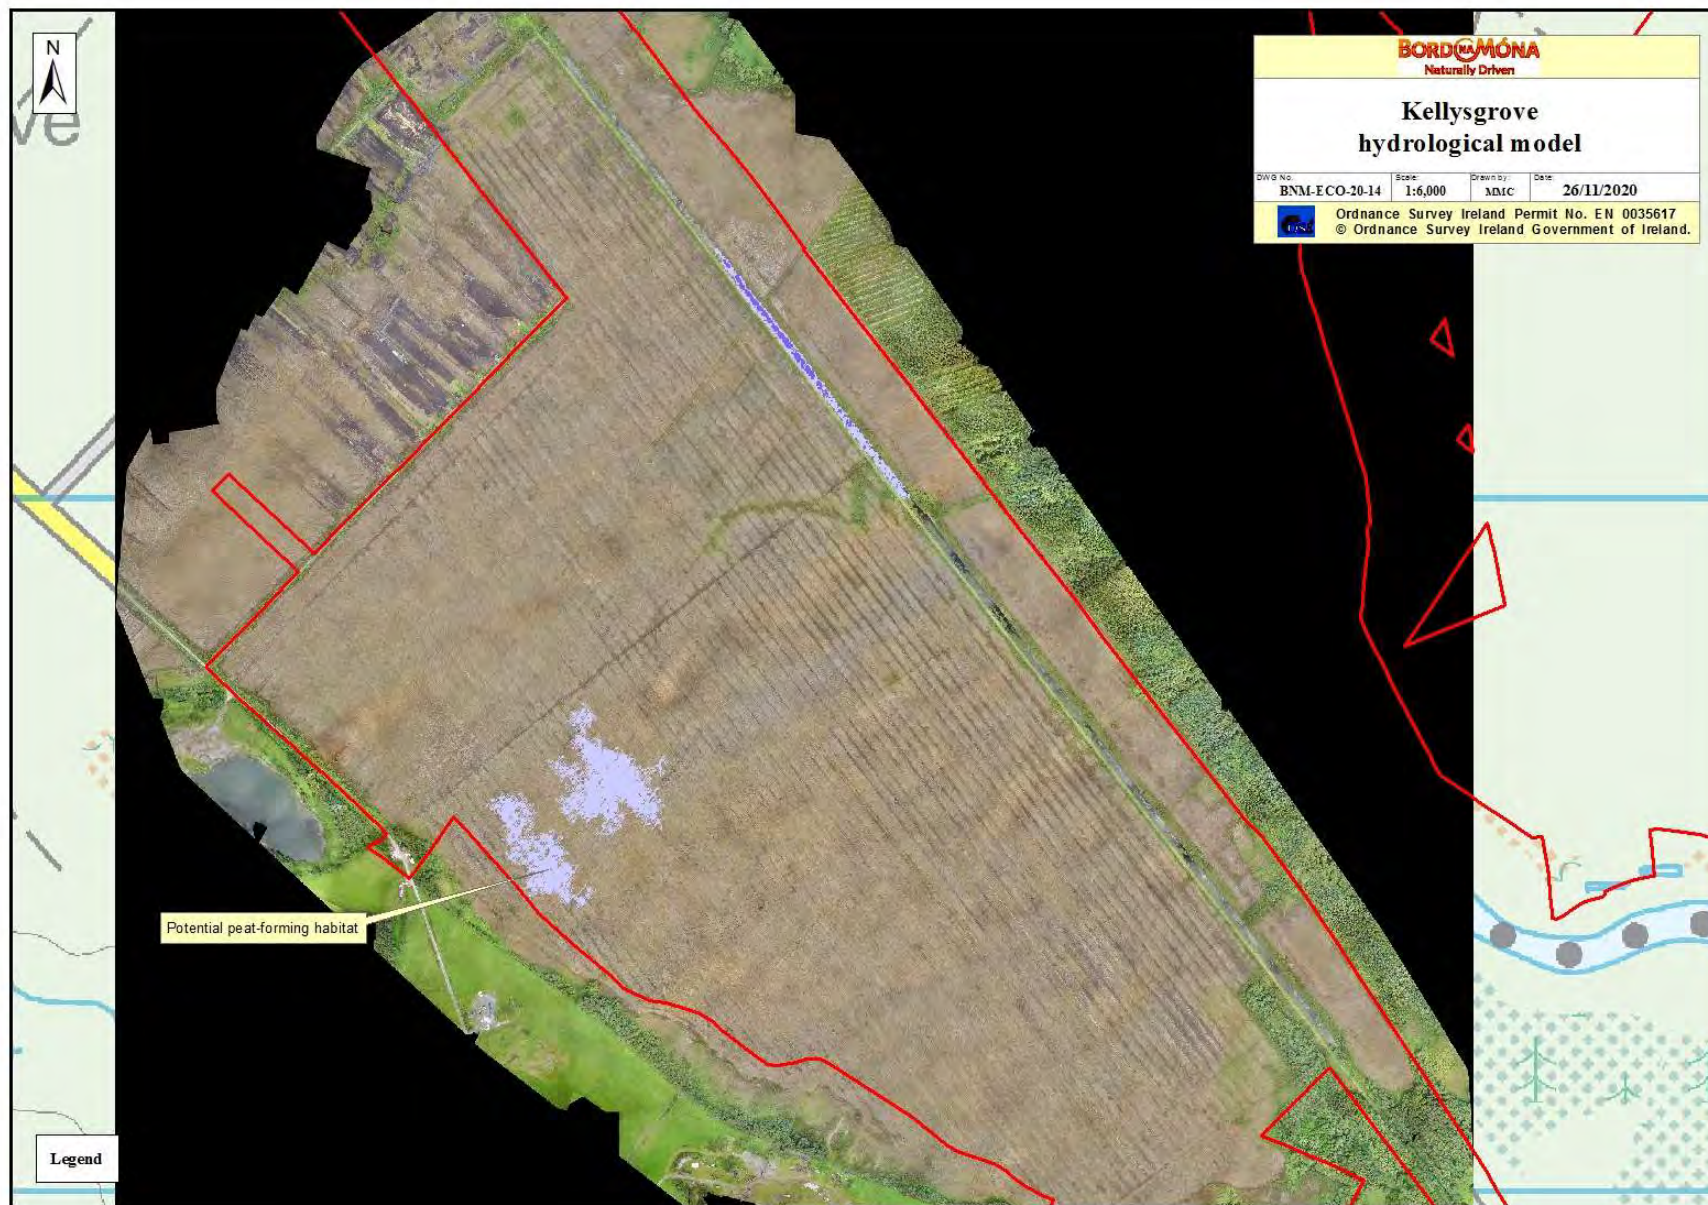 N
ve
BORD NA MÓNA
Naturally Driven
Kellysgrove
hydrological model
DWG No.
BNM-ECO-20-14
Scale:
1:6,000
Drawn by:
MMC
Date:
26/11/2020
Ordnance Survey Ireland Permit No. EN 0035617
© Ordnance Survey Ireland Government of Ireland.
Potential peat-forming habitat
Legend